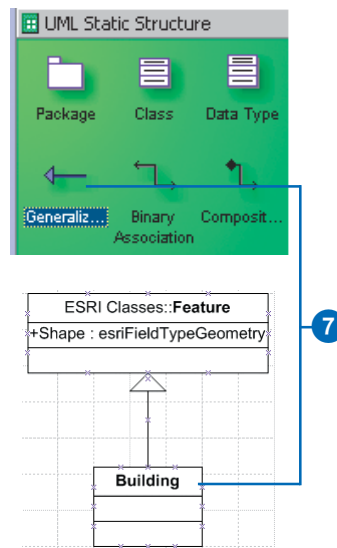 UML Static Structure
Package Class Data Type
Generaliz... Binary Association Composit...
7
ESRI Classes::Feature
+Shape : esriFieldTypeGeometry
Building